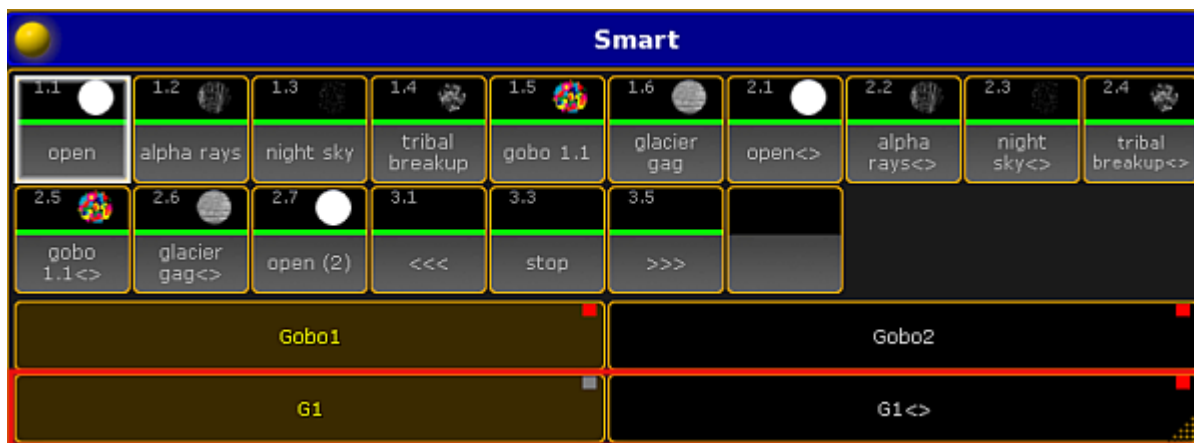 Smart
1.1 1.2 1.3 1.4 1.5 1.6 2.1 2.2 2.3 2.4
open alpha rays night sky tribal breakup gobo 1.1 glacier gag open<> alpha rays<> night sky<> tribal breakup<>
2.5 2.6 2.7 3.1 3.3 3.5
gobo 1.1<> glacier gag<> open (2) <<< stop >>>
Gobo1 Gobo2
G1 G1<>